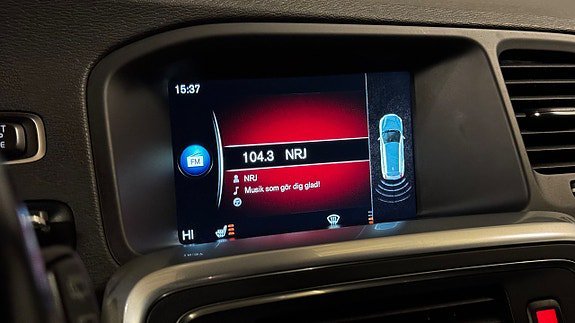 15:37
FM
104.3 NRJ
NRJ
Musik som gör dig glad!
HI